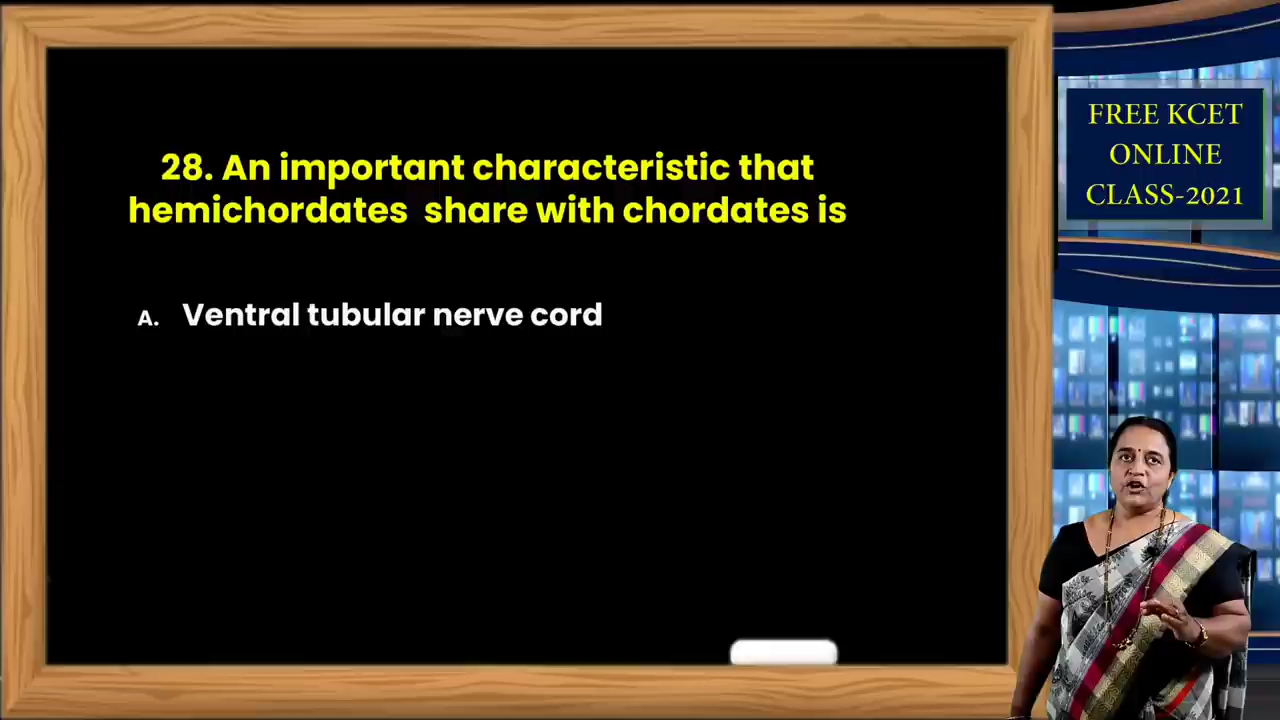 28. An important characteristic that
hemichordates share with chordates is
A. Ventral tubular nerve cord
FREE KCET
ONLINE
CLASS-2021